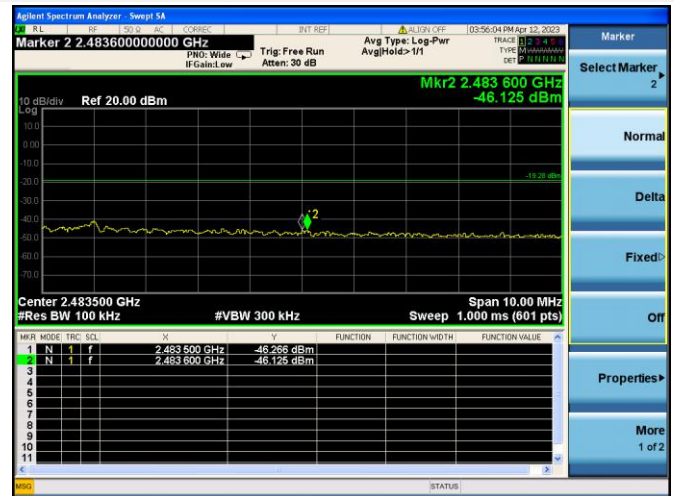 Agilent Spectrum Analyzer - Swept SA
RL RF 50 Ω AC CORREC INT REF ALIGN OFF 03:56:04 PM Apr 12, 2023
Marker 2 2.483600000000 GHz
PNO: Wide
IFGain:Low
Trig: Free Run
Atten: 30 dB
Avg Type: Log-Pwr
Avg|Hold>1/1
TRACE 1 2 3 4 5 6
TYPE
DET P N N N N N
Mkr2 2.483 600 GHz
-46.125 dBm
10 dB/div Ref 20.00 dBm
Log
10.0
0.00
-10.0
-20.0
-30.0
-40.0
-50.0
-60.0
-70.0
-19.28 dBm
2
Center 2.483500 GHz Span 10.00 MHz
#Res BW 100 kHz #VBW 300 kHz Sweep 1.000 ms (601 pts)
MKR MODE TRC SCL X Y FUNCTION FUNCTION WIDTH FUNCTION VALUE
1 N 1 f 2.483 500 GHz -46.266 dBm
2 N 1 f 2.483 600 GHz -46.125 dBm
3
4
5
6
7
8
9
10
11
MSG STATUS
Marker
Select Marker
2
Normal
Delta
Fixed
Off
Properties
More
1 of 2